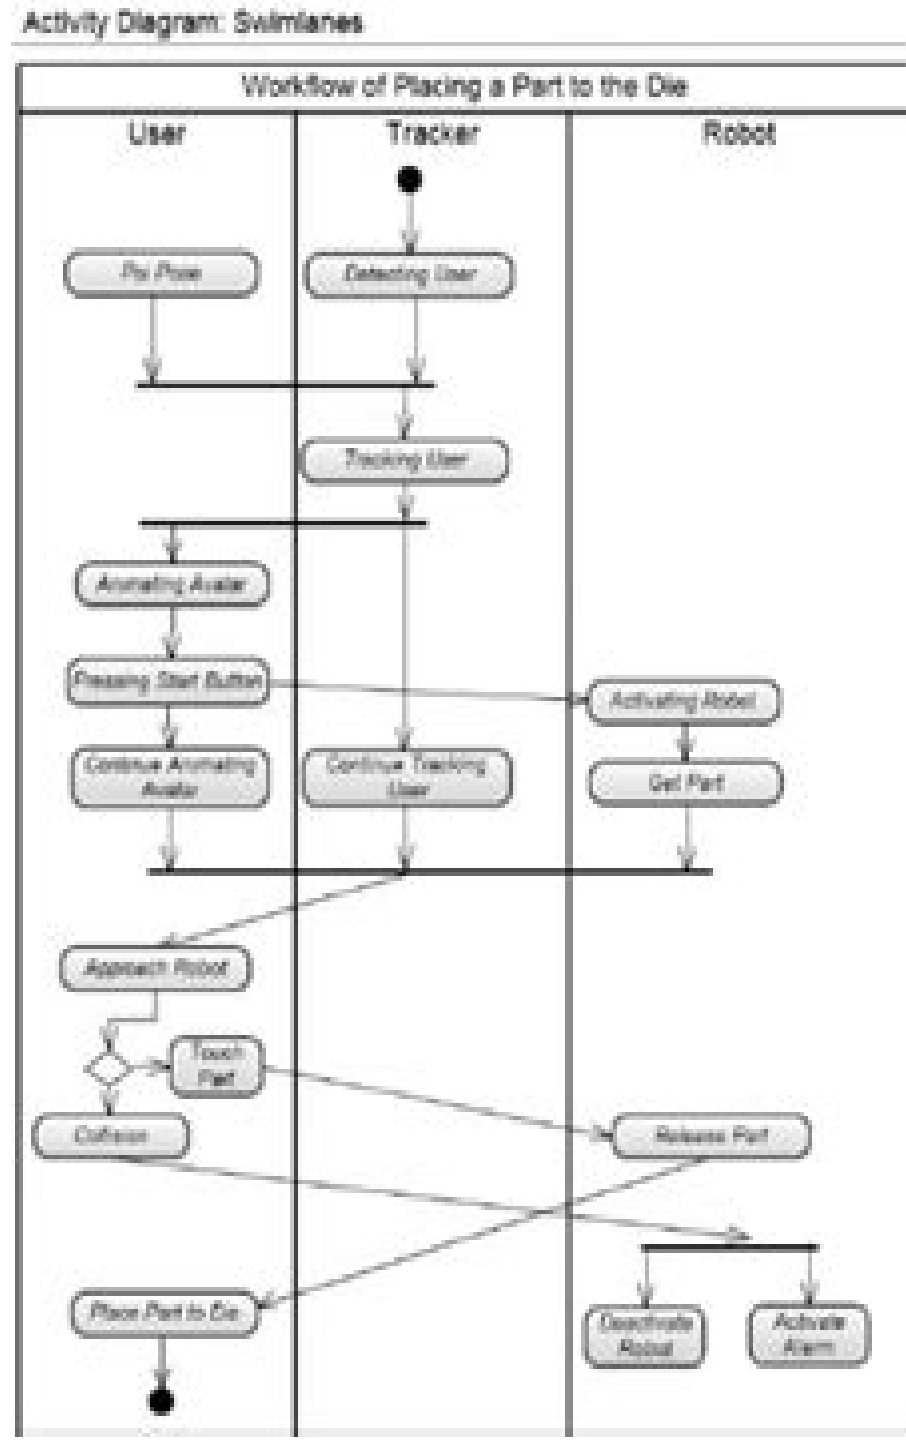 Activity Diagram: Swimlanes
Workflow of Placing a Part to the Die
User
Tracker
Robot
Psi Pose
Detecting User
Tracking User
Animating Avatar
Pressing Start Button
Activating Robot
Continue Animating
Avatar
Continue Tracking
User
Get Part
Approach Robot
Touch
Part
Collision
Release Part
Place Part to Die
Deactivate
Robot
Activate
Alarm